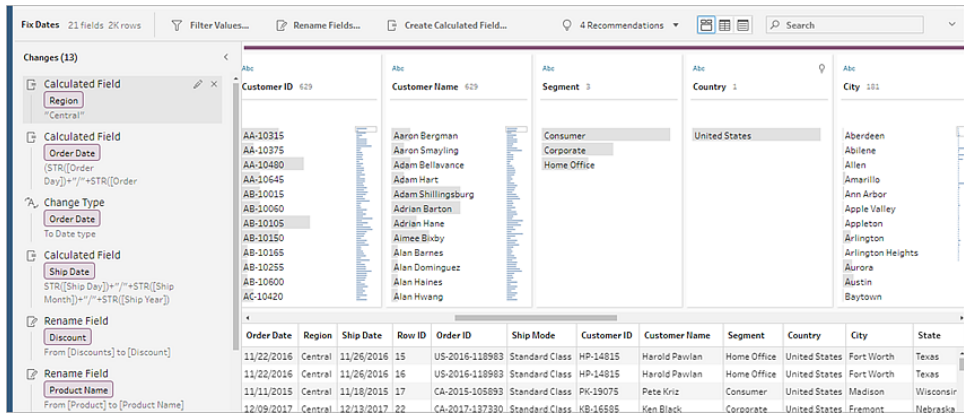 Fix Dates 21 fields 2K rows Filter Values... Rename Fields... Create Calculated Field... 4 Recommendations Search
Changes (13)
Calculated Field
Region
"Central"
Calculated Field
Order Date
(STR([Order
Day])+"/"+STR([Order
Change Type
Order Date
To Date type
Calculated Field
Ship Date
STR([Ship Day])+"/"+STR([Ship
Month])+"/"+STR([Ship Year])
Rename Field
Discount
From [Discounts] to [Discount]
Rename Field
Product Name
From [Product] to [Product Name]
Abc
Customer ID 629
AA-10315
AA-10375
AA-10480
AA-10645
AB-10015
AB-10060
AB-10105
AB-10150
AB-10165
AB-10255
AB-10600
AC-10420
Abc
Customer Name 629
Aaron Bergman
Aaron Smayling
Adam Bellavance
Adam Hart
Adam Shillingsburg
Adrian Barton
Adrian Hane
Aimee Bixby
Alan Barnes
Alan Dominguez
Alan Haines
Alan Hwang
Abc
Segment 3
Consumer
Corporate
Home Office
Abc
Country 1
United States
Abc
City 181
Aberdeen
Abilene
Allen
Amarillo
Ann Arbor
Apple Valley
Appleton
Arlington
Arlington Heights
Aurora
Austin
Baytown
Order Date Region Ship Date Row ID Order ID Ship Mode Customer ID Customer Name Segment Country City State
11/22/2016 Central 11/26/2016 15 US-2016-118983 Standard Class HP-14815 Harold Pawlan Home Office United States Fort Worth Texas
11/22/2016 Central 11/26/2016 16 US-2016-118983 Standard Class HP-14815 Harold Pawlan Home Office United States Fort Worth Texas
11/11/2015 Central 11/18/2015 17 CA-2015-105893 Standard Class PK-19075 Pete Kriz Consumer United States Madison Wisconsin
12/09/2017 Central 12/13/2017 22 CA-2017-137330 Standard Class KB-16585 Ken Black Corporate United States Fremont Nebraska